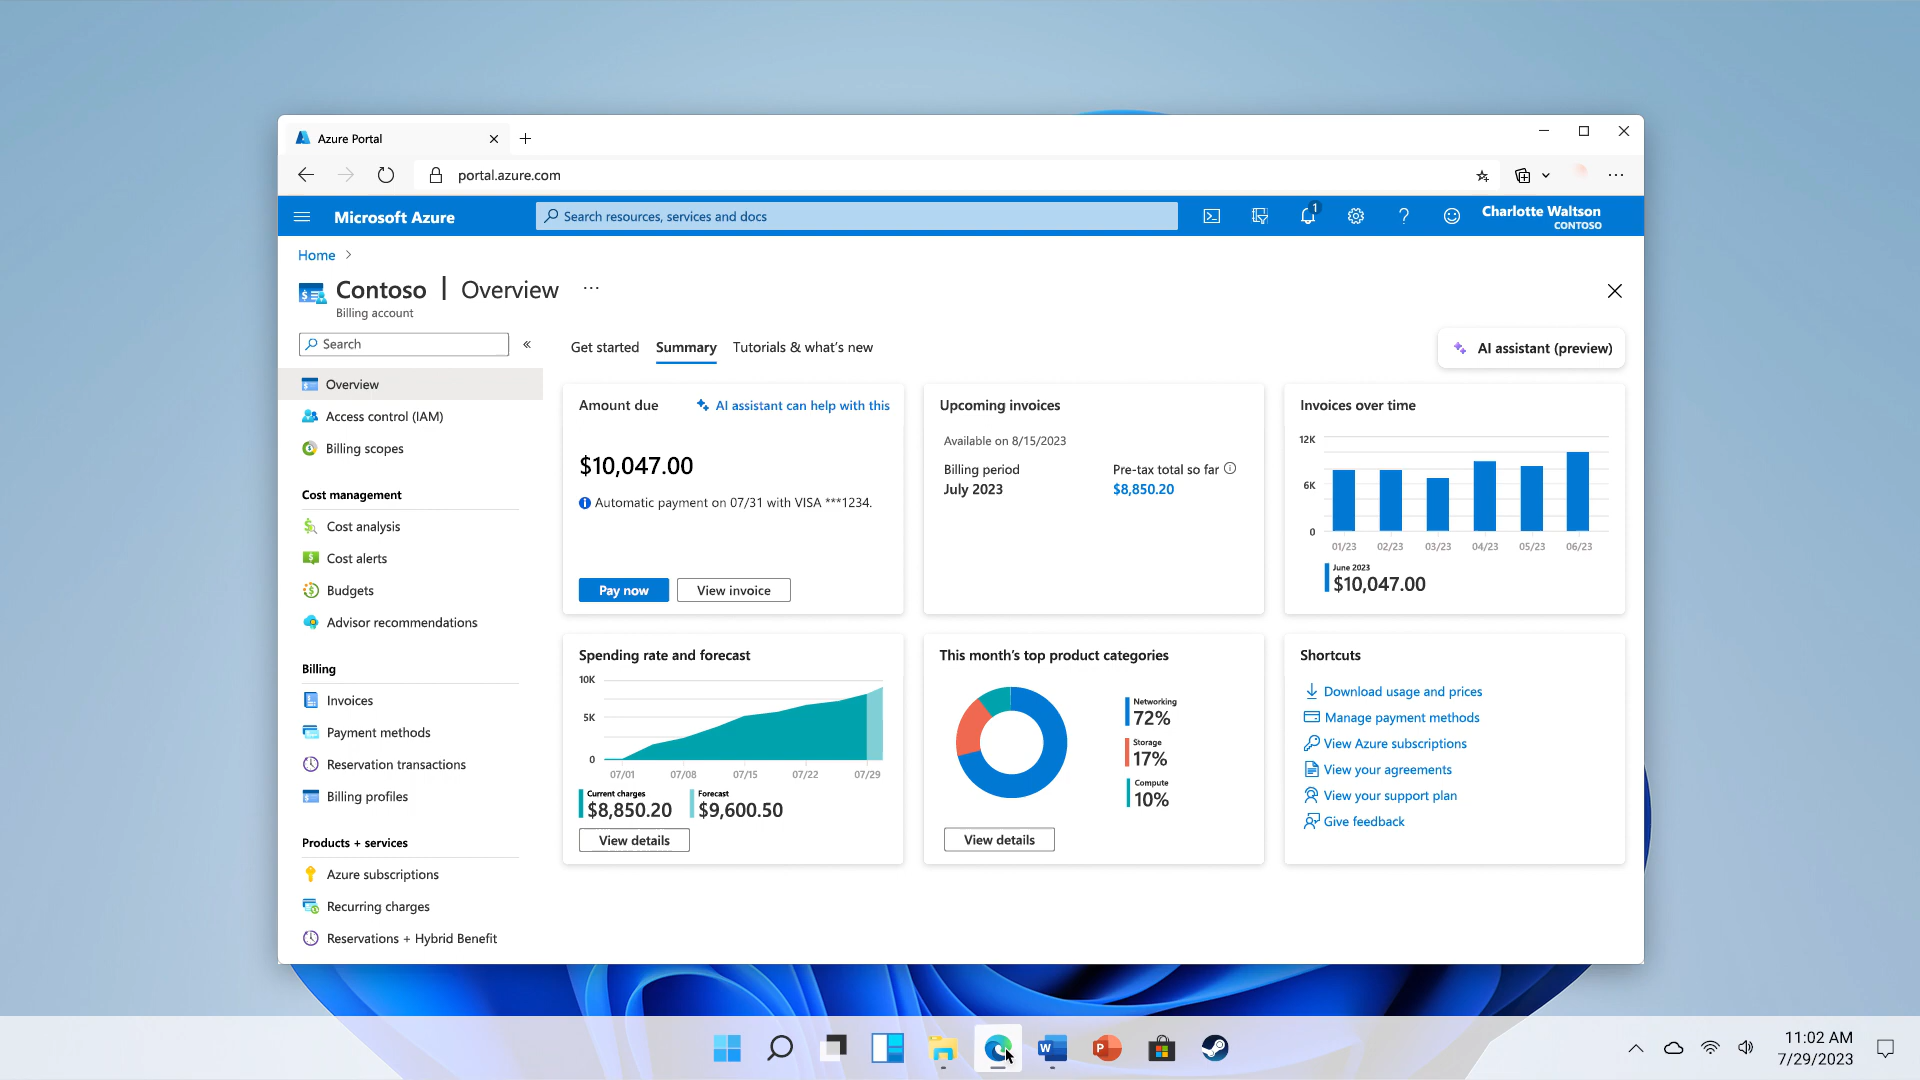 Azure Portal
portal.azure.com
Microsoft Azure
Search resources, services and docs
1
Charlotte Waltson
CONTOSO
Home
Contoso | Overview ...
Billing account
Search
«
Overview
Access control (IAM)
Billing scopes
Cost management
Cost analysis
Cost alerts
Budgets
Advisor recommendations
Billing
Invoices
Payment methods
Reservation transactions
Billing profiles
Products + services
Azure subscriptions
Recurring charges
Reservations + Hybrid Benefit
Get started
Summary
Tutorials & what's new
AI assistant (preview)
Amount due
AI assistant can help with this
$10,047.00
Automatic payment on 07/31 with VISA ***1234.
Pay now
View invoice
Upcoming invoices
Available on 8/15/2023
Billing period
July 2023
Pre-tax total so far
$8,850.20
Invoices over time
12K
6K
0
01/23 02/23 03/23 04/23 05/23 06/23
June 2023
$10,047.00
Spending rate and forecast
10K
5K
0
07/01 07/08 07/15 07/22 07/29
Current charges
$8,850.20
Forecast
$9,600.50
View details
This month's top product categories
Networking
72%
Storage
17%
Compute
10%
View details
Shortcuts
Download usage and prices
Manage payment methods
View Azure subscriptions
View your agreements
View your support plan
Give feedback
W
P
11:02 AM
7/29/2023